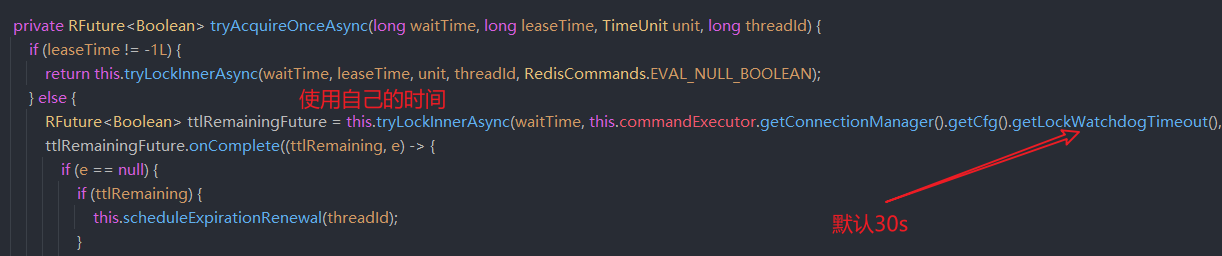 private RFuture<Boolean> tryAcquireOnceAsync(long waitTime, long leaseTime, TimeUnit unit, long threadId) {
if (leaseTime != -1L) {
return this.tryLockInnerAsync(waitTime, leaseTime, unit, threadId, RedisCommands.EVAL_NULL_BOOLEAN);
} else {
使用自己的时间
RFuture<Boolean> ttlRemainingFuture = this.tryLockInnerAsync(waitTime, this.commandExecutor.getConnectionManager().getCfg().getLockWatchdogTimeout(),
ttlRemainingFuture.onComplete((ttlRemaining, e) -> {
if (e == null) {
if (ttlRemaining) {
this.scheduleExpirationRenewal(threadId);
默认30s
}